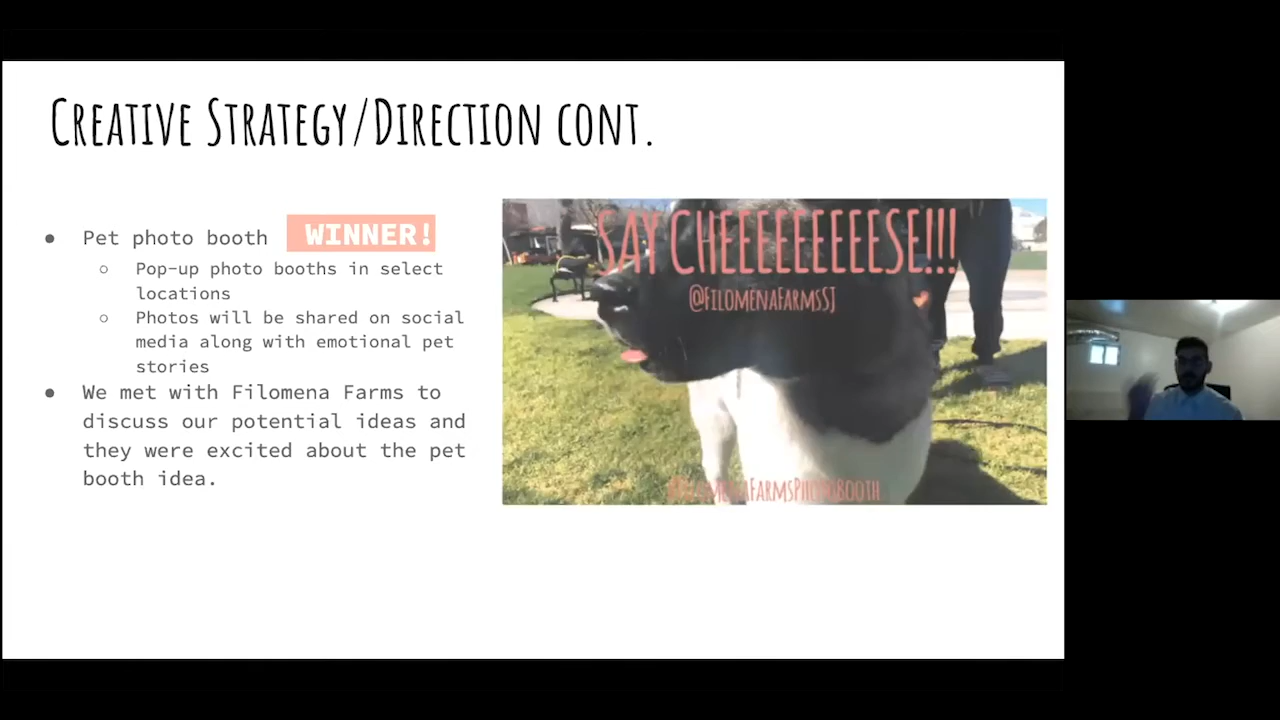 CREATIVE STRATEGY/DIRECTION CONT.
● Pet photo booth WINNER!
○ Pop-up photo booths in select
locations
○ Photos will be shared on social
media along with emotional pet
stories
● We met with Filomena Farms to
discuss our potential ideas and
they were excited about the pet
booth idea.
SAY CHEEEEEEEEEESE!!!
@FILOMENAFARMSSJ
#FILOMENAFARMSPHOTOBOOTH